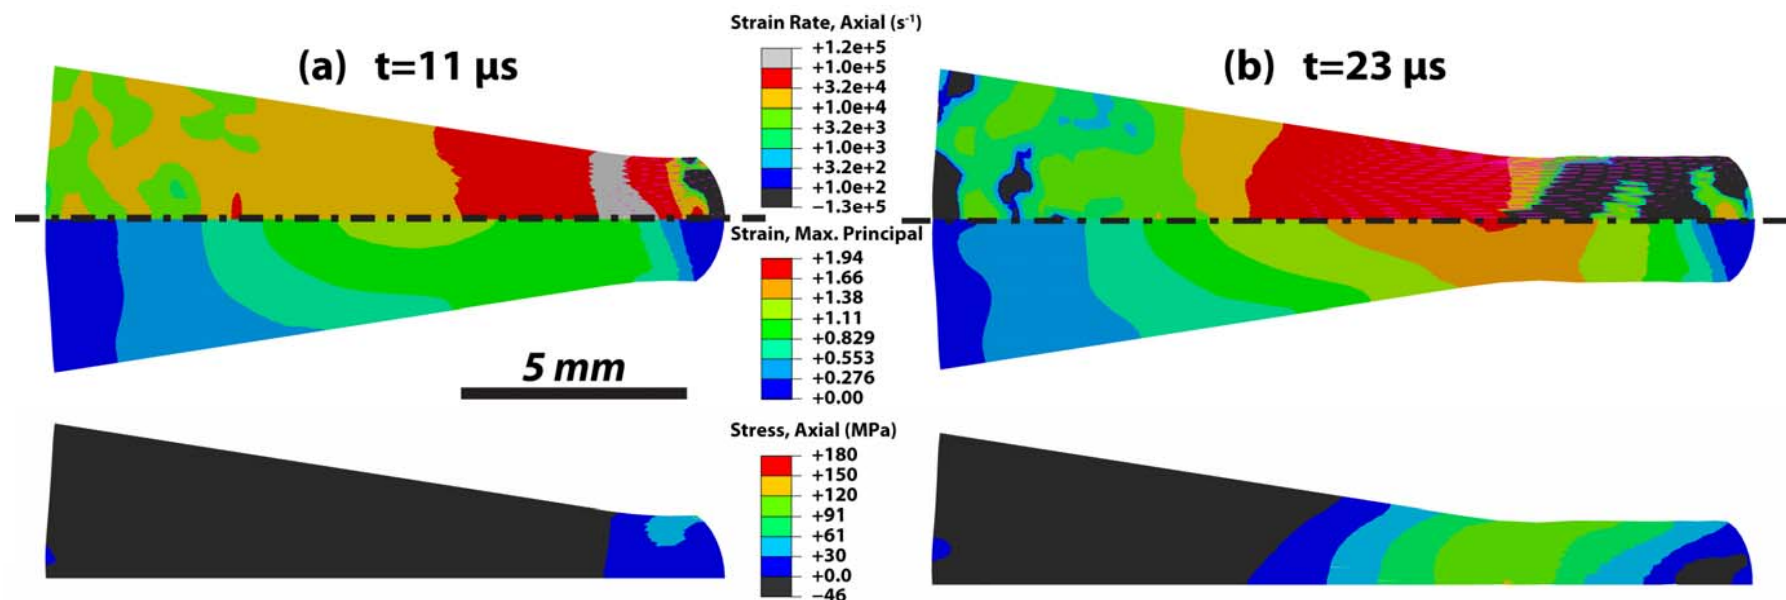 (a) t=11 μs
Strain Rate, Axial (s⁻¹)
+1.2e+5
+1.0e+5
+3.2e+4
+1.0e+4
+3.2e+3
+1.0e+3
+3.2e+2
+1.0e+2
−1.3e+5
(b) t=23 μs
Strain, Max. Principal
+1.94
+1.66
+1.38
+1.11
+0.829
+0.553
+0.276
+0.00
5 mm
Stress, Axial (MPa)
+180
+150
+120
+91
+61
+30
+0.0
−46